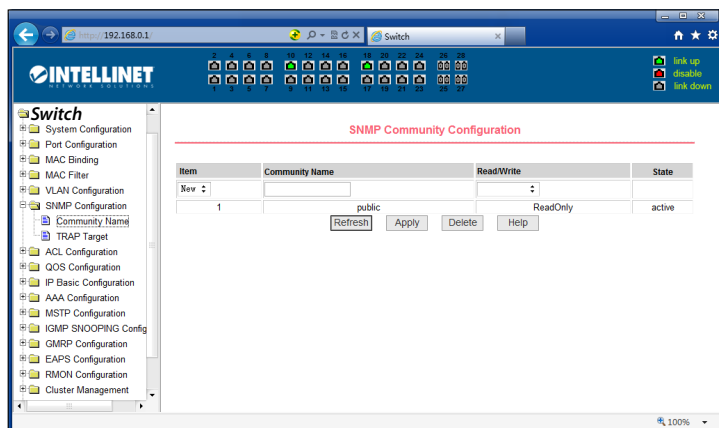 http://192.168.0.1/
Switch
INTELLINET
NETWORK SOLUTIONS
2 4 6 8 10 12 14 16 18 20 22 24 26 28
1 3 5 7 9 11 13 15 17 19 21 23 25 27
link up
disable
link down
Switch
System Configuration
Port Configuration
MAC Binding
MAC Filter
VLAN Configuration
SNMP Configuration
Community Name
TRAP Target
ACL Configuration
QOS Configuration
IP Basic Configuration
AAA Configuration
MSTP Configuration
IGMP SNOOPING Config
GMRP Configuration
EAPS Configuration
RMON Configuration
Cluster Management
SNMP Community Configuration
Item Community Name Read/Write State
New
1 public ReadOnly active
Refresh Apply Delete Help
100%